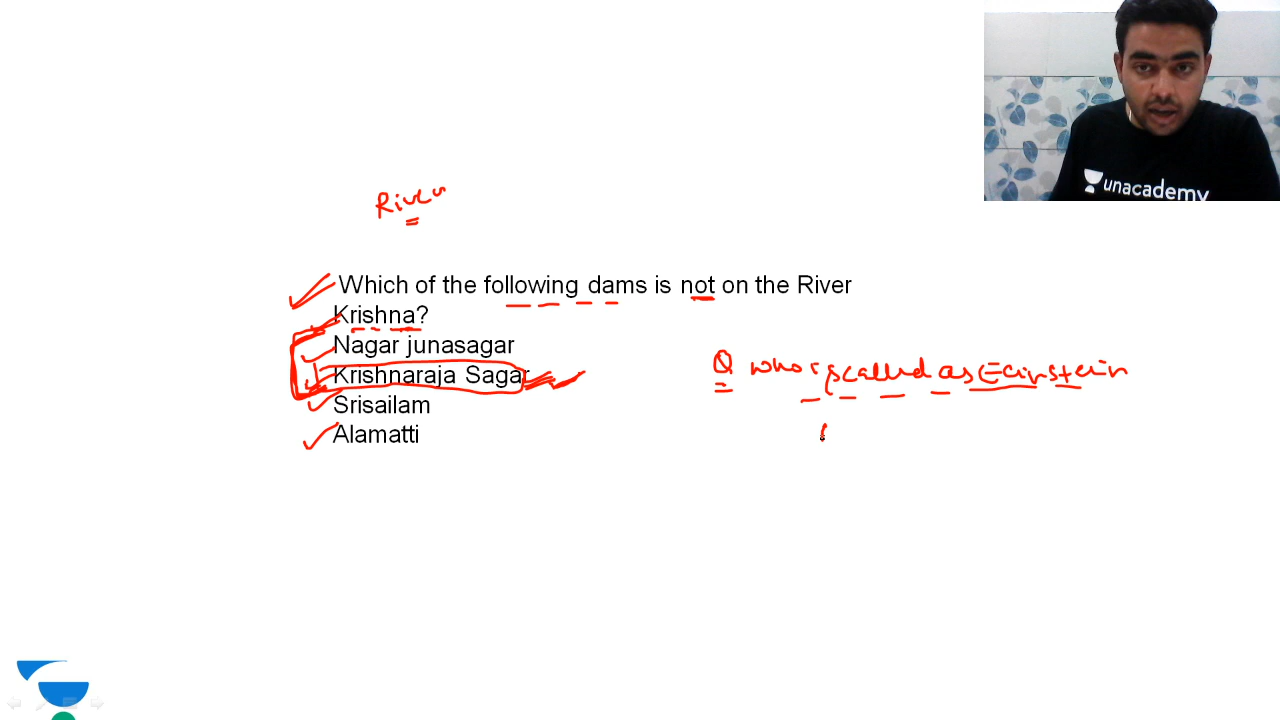 unacademy
River
Which of the following dams is not on the River
Krishna?
Nagar junasagar
Krishnaraja Sagar
Srisailam
Alamatti
Q who is called as Einstein